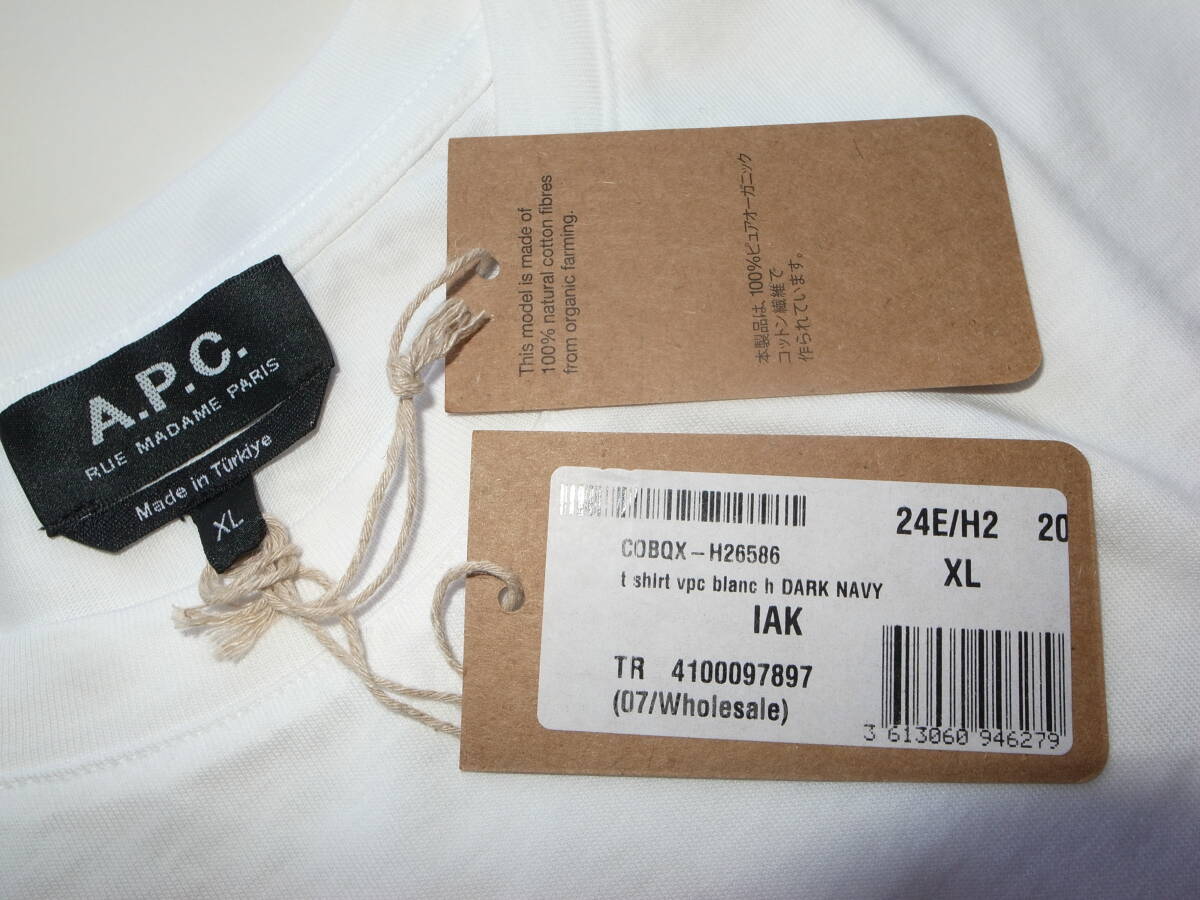 A.P.C.
RUE MADAME PARIS
Made in Türkiye
XL
This model is made of
100% natural cotton fibres
from organic farming.
本製品は、100%ピュアオーガニック
コットン繊維で
作られています。
24E/H2 20
COBQX-H26586
XL
t shirt vpc blanc h DARK NAVY
IAK
TR 4100097897
(07/Wholesale)
3 613060 946279